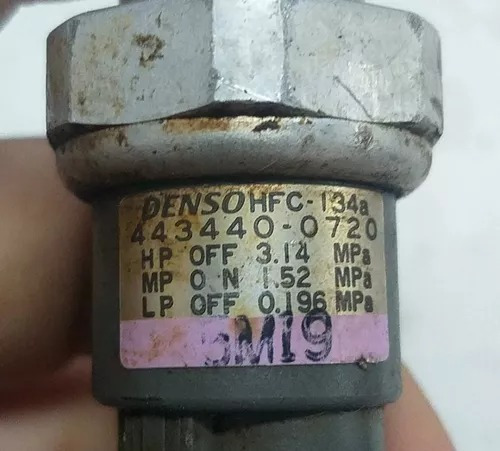 DENSO HFC-134a
443440-0720
HP OFF 3.14 MPa
MP ON 1.52 MPa
LP OFF 0.196 MPa
5M19